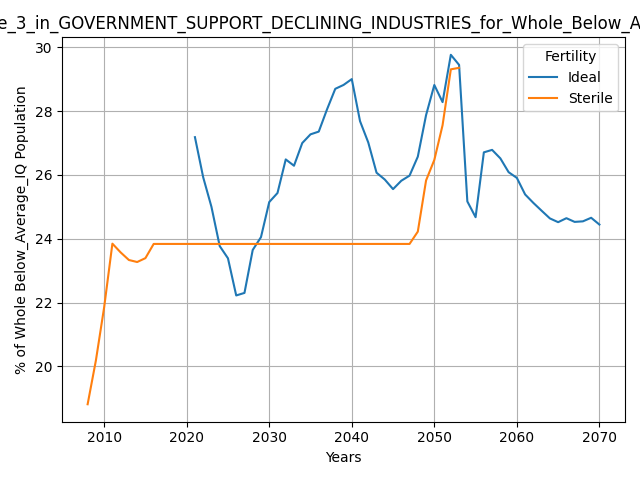 e_3_in_GOVERNMENT_SUPPORT_DECLINING_INDUSTRIES_for_Whole_Below_A
Fertility
Ideal
Sterile
% of Whole Below_Average_IQ Population
30
28
26
24
22
20
2010 2020 2030 2040 2050 2060 2070
Years